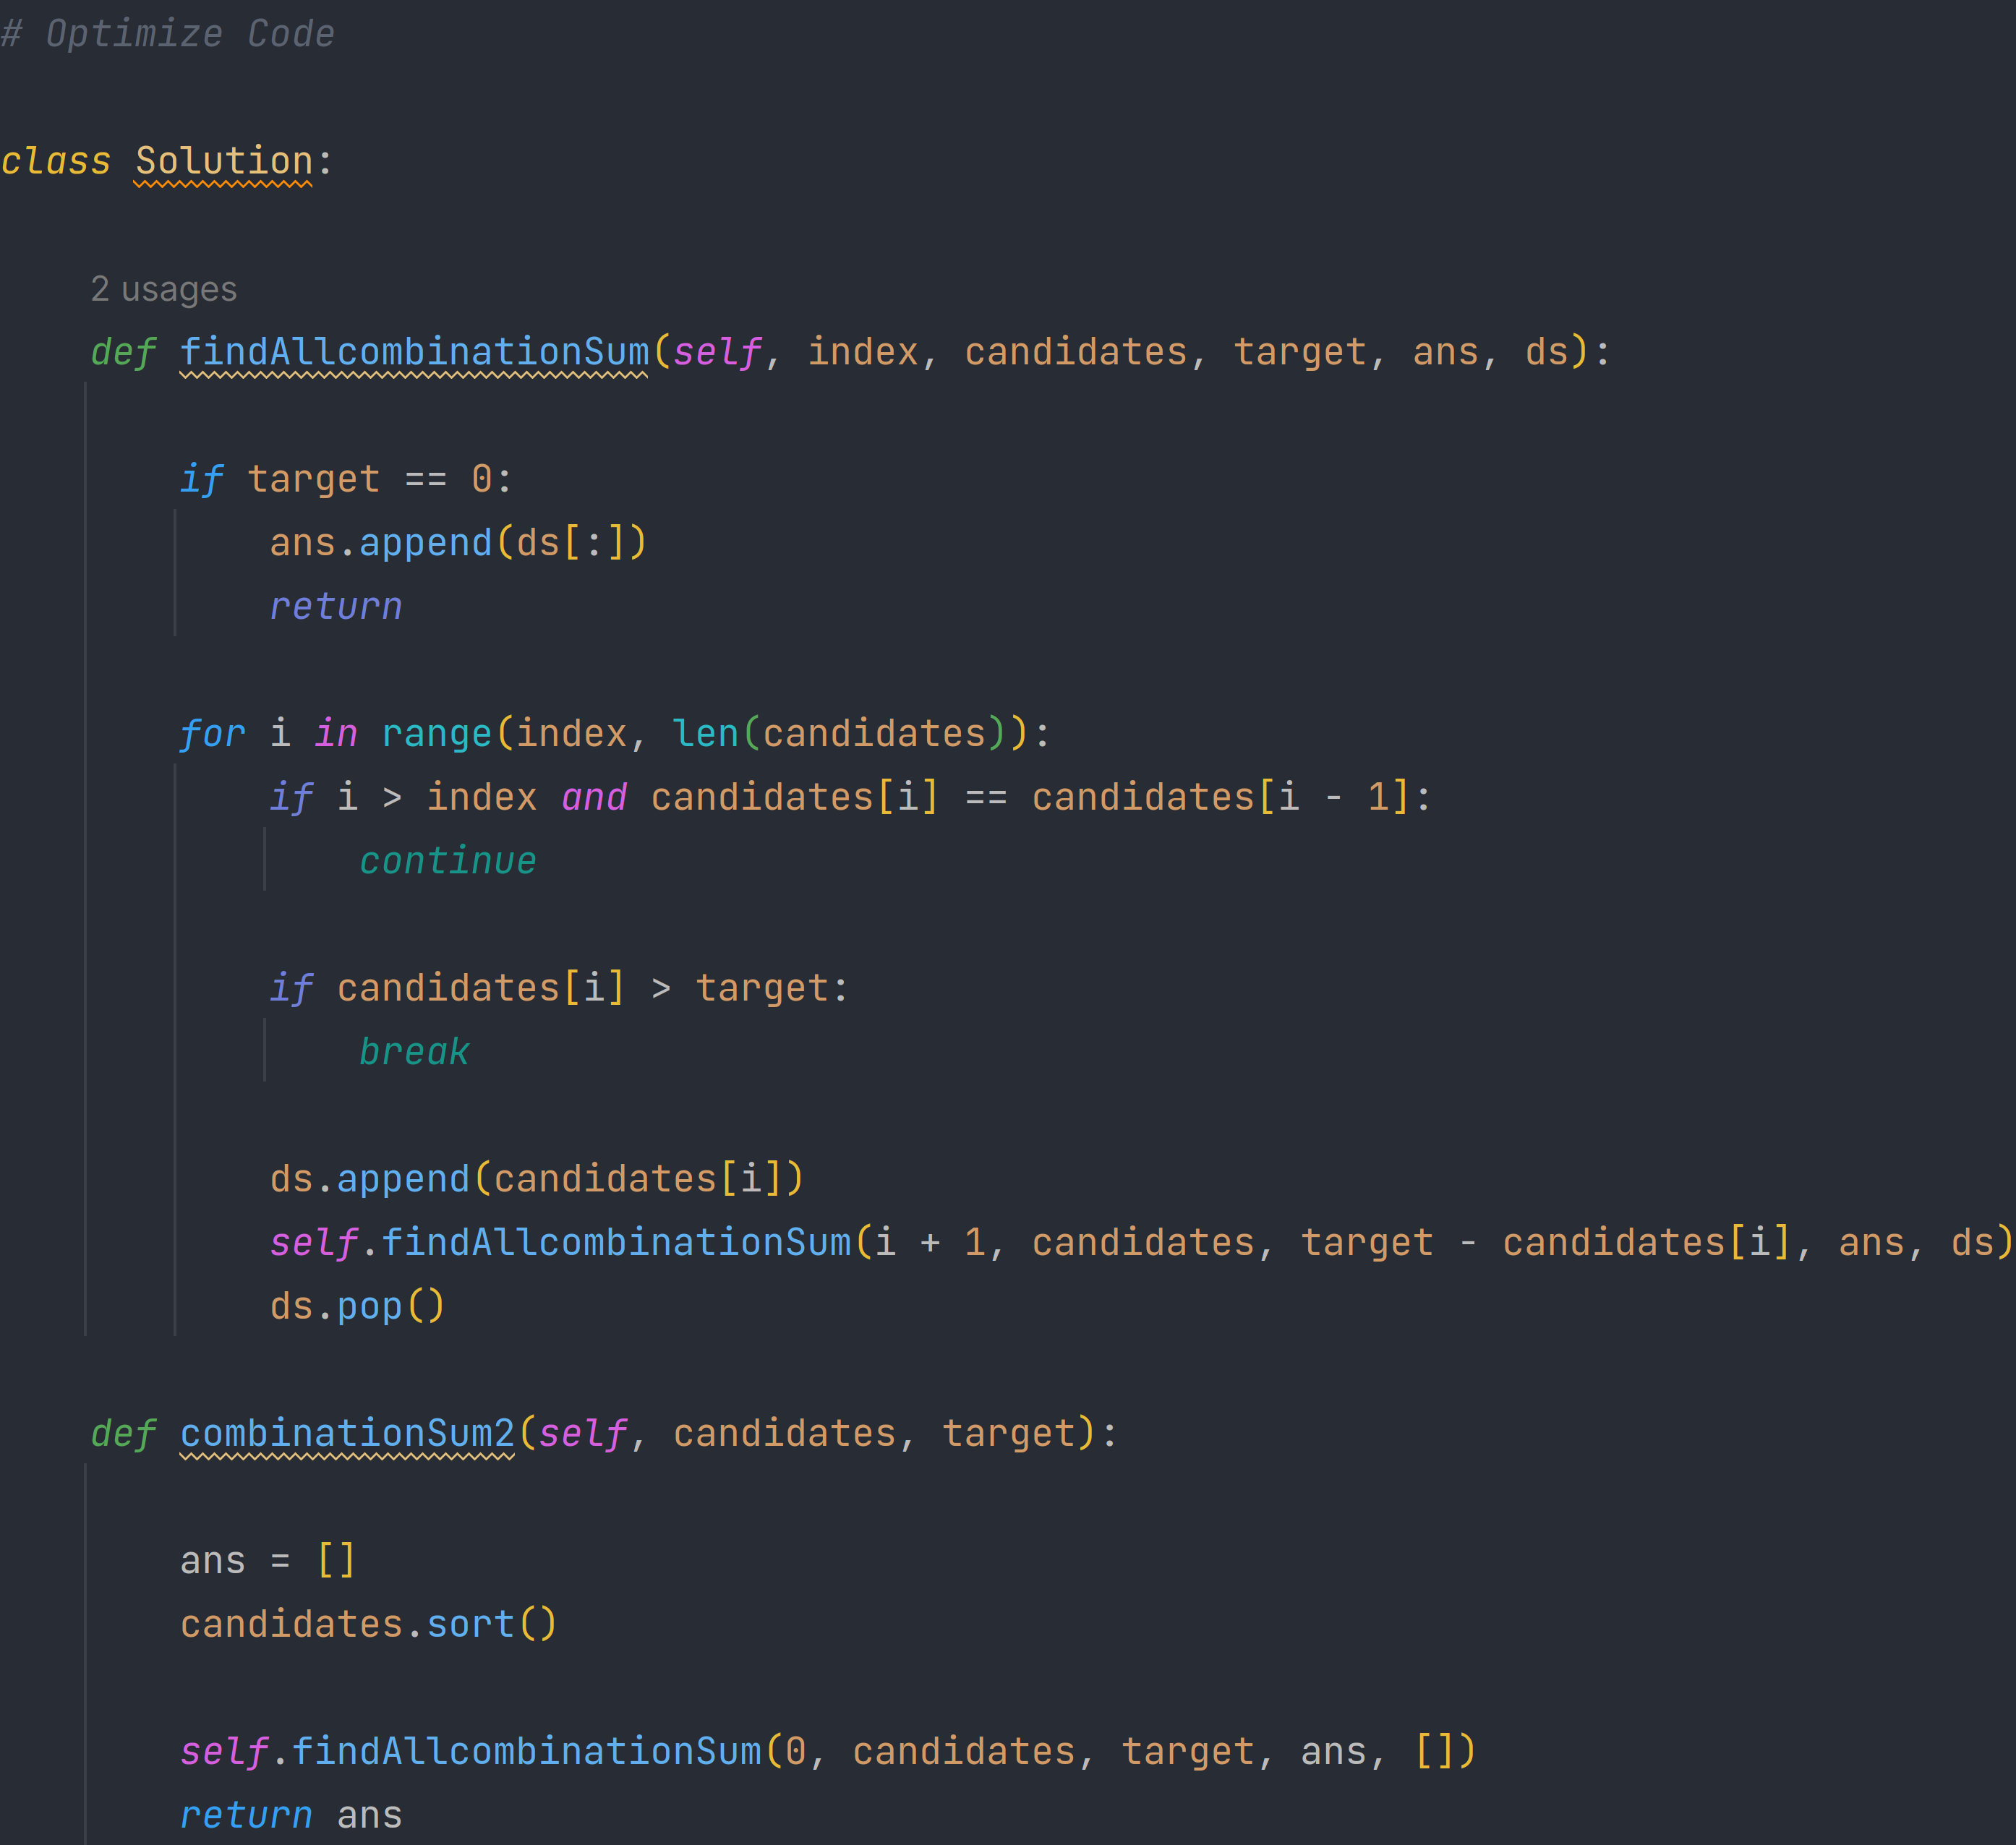 # Optimize Code
class Solution:
2 usages
def findAllcombinationSum(self, index, candidates, target, ans, ds):
if target == 0:
ans.append(ds[:])
return
for i in range(index, len(candidates)):
if i > index and candidates[i] == candidates[i - 1]:
continue
if candidates[i] > target:
break
ds.append(candidates[i])
self.findAllcombinationSum(i + 1, candidates, target - candidates[i], ans, ds)
ds.pop()
def combinationSum2(self, candidates, target):
ans = []
candidates.sort()
self.findAllcombinationSum(0, candidates, target, ans, [])
return ans